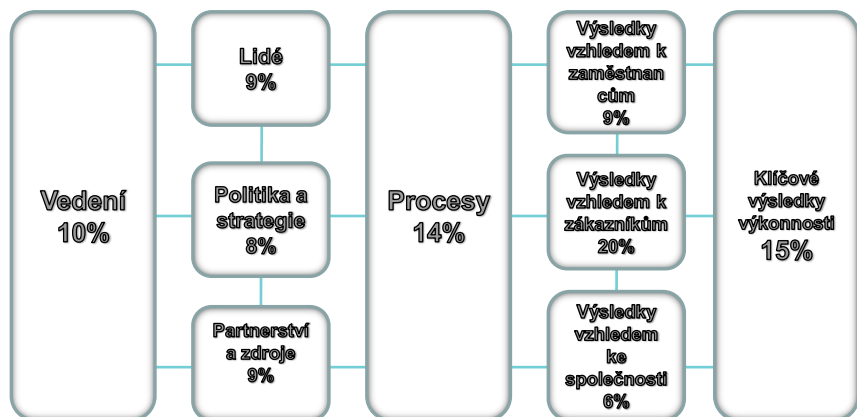 Vedení
10%
Lidé
9%
Politika a
strategie
8%
Partnerství
a zdroje
9%
Procesy
14%
Výsledky
vzhledem k
zaměstnan
cům
9%
Výsledky
vzhledem k
zákazníkům
20%
Výsledky
vzhledem
ke
společnosti
6%
Klíčové
výsledky
výkonnosti
15%